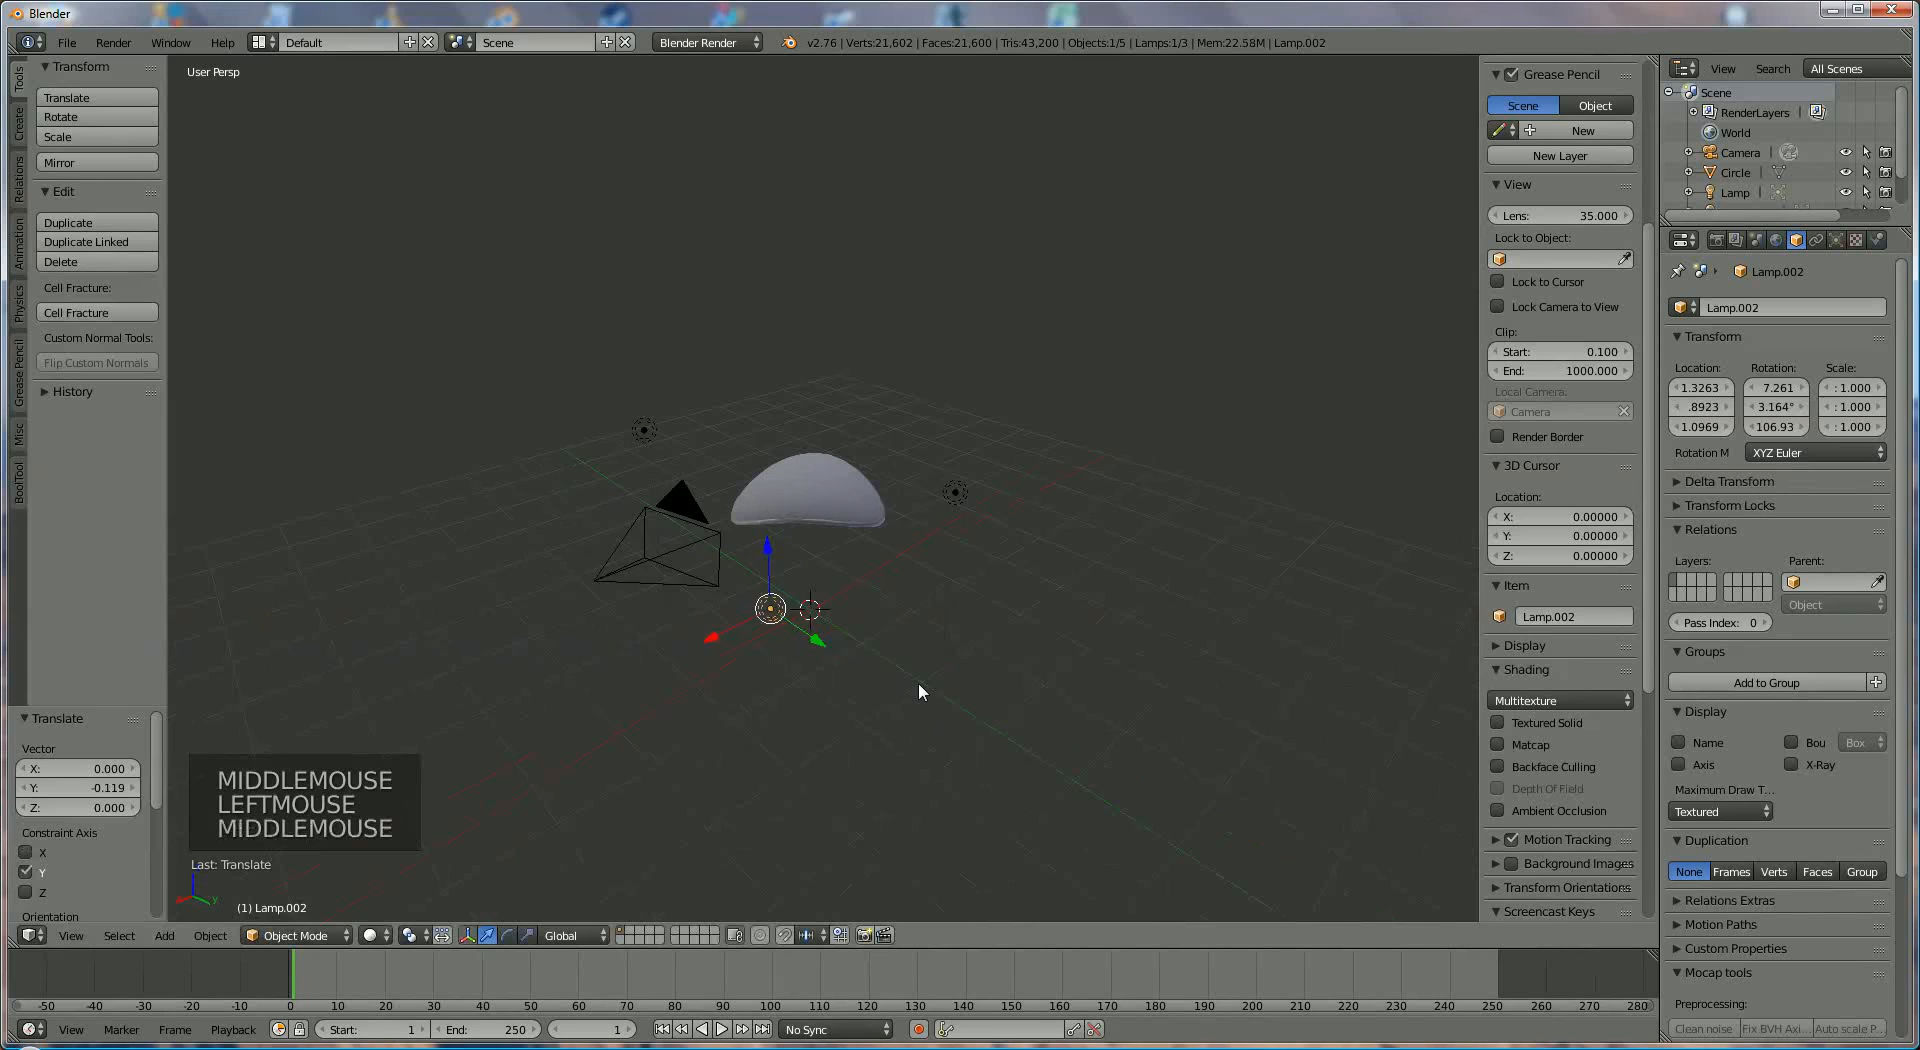 Blender
File Render Window Help Default Scene Blender Render v2.76 | Verts:21,602 | Faces:21,600 | Tris:43,200 | Objects:1/5 | Lamps:1/3 | Mem:22.58M | Lamp.002
Tools
Create
Relations
Animation
Physics
Grease Pencil
Misc
BoolTool
Transform
Translate
Rotate
Scale
Mirror
Edit
Duplicate
Duplicate Linked
Delete
Cell Fracture:
Cell Fracture
Custom Normal Tools:
Flip Custom Normals
History
Translate
Vector
X: 0.000
Y: -0.119
Z: 0.000
Constraint Axis
X
Y
Z
Orientation
User Persp
MIDDLEMOUSE
LEFTMOUSE
MIDDLEMOUSE
Last: Translate
y
(1) Lamp.002
Grease Pencil
Scene Object
New
New Layer
View
Lens: 35.000
Lock to Object:
Lock to Cursor
Lock Camera to View
Clip:
Start: 0.100
End: 1000.000
Local Camera:
Camera
Render Border
3D Cursor
Location:
X: 0.00000
Y: 0.00000
Z: 0.00000
Item
Lamp.002
Display
Shading
Multitexture
Textured Solid
Matcap
Backface Culling
Depth Of Field
Ambient Occlusion
Motion Tracking
Background Images
Transform Orientations
Screencast Keys
View Search All Scenes
Scene
RenderLayers
World
Camera
Circle
Lamp
Lamp.002
Lamp.002
Transform
Location: Rotation: Scale:
1.3263 7.261 : 1.000
.8923 3.164° : 1.000
1.0969 106.93 : 1.000
Rotation M XYZ Euler
Delta Transform
Transform Locks
Relations
Layers: Parent:
Object
Pass Index: 0
Groups
Add to Group
Display
Name Bou Box
Axis X-Ray
Maximum Draw T...
Textured
Duplication
None Frames Verts Faces Group
Relations Extras
Motion Paths
Custom Properties
Mocap tools
Preprocessing:
Clean noise Fix BVH Axi... Auto scale P...
View Select Add Object Object Mode Global
-50 -40 -30 -20 -10 0 10 20 30 40 50 60 70 80 90 100 110 120 130 140 150 160 170 180 190 200 210 220 230 240 250 260 270 280
View Marker Frame Playback Start: 1 End: 250 1 No Sync